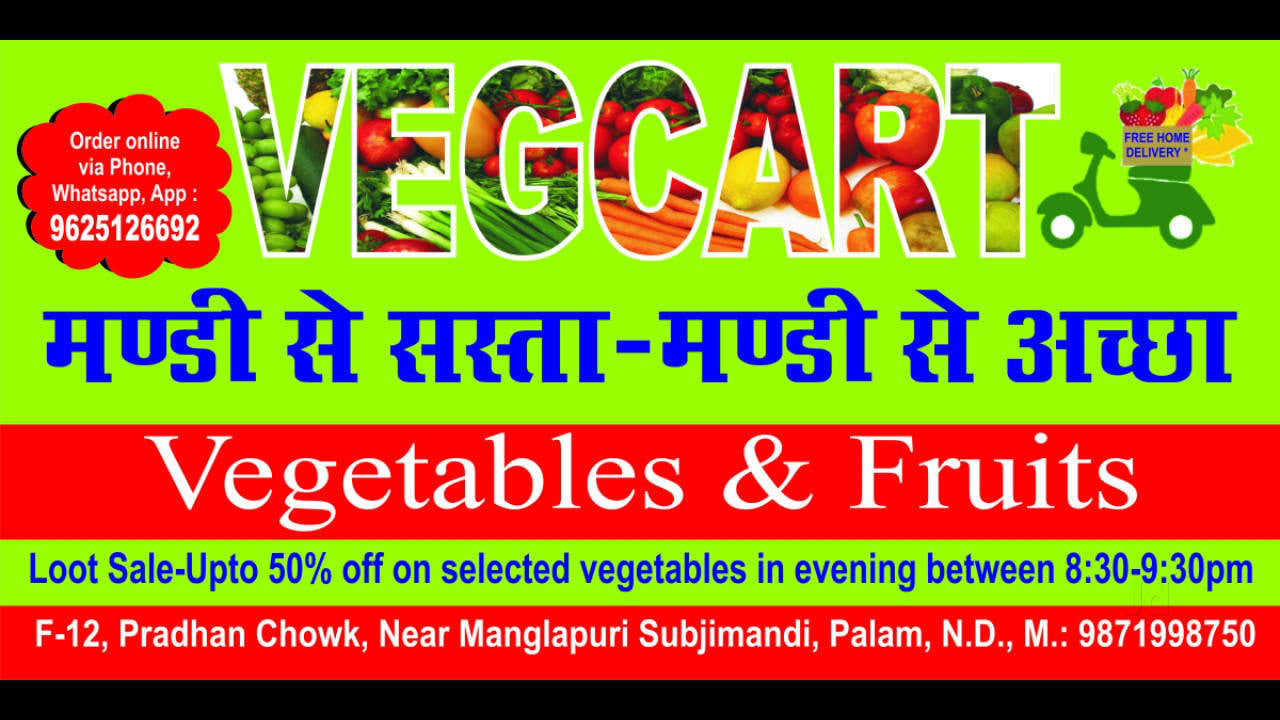 VEGCART
Order online
via Phone,
Whatsapp, App :
9625126692
FREE HOME
DELIVERY *
मण्डी से सस्ता-मण्डी से अच्छा
Vegetables & Fruits
Loot Sale-Upto 50% off on selected vegetables in evening between 8:30-9:30pm
Jd
F-12, Pradhan Chowk, Near Manglapuri Subjimandi, Palam, N.D., M.: 9871998750